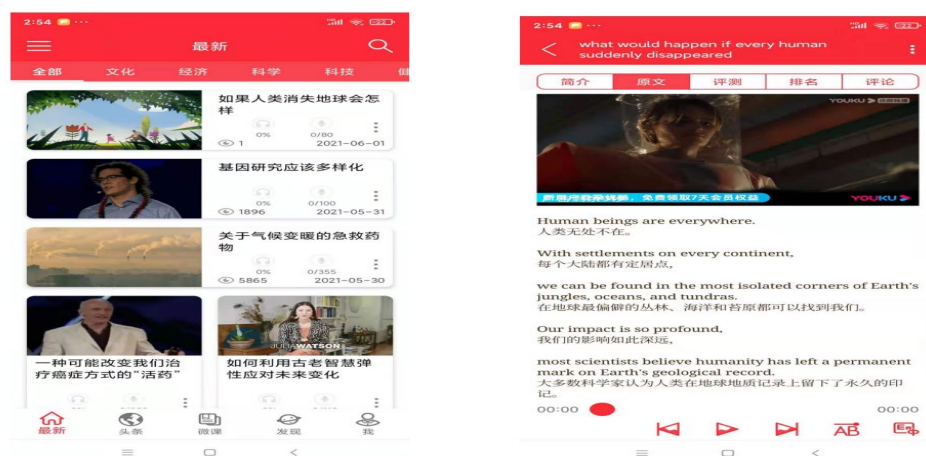 2:54
最新
全部 文化 经济 科学 科技
如果人类消失地球会怎
样
0% 0/80
1 2021-06-01
基因研究应该多样化
0% 0/100
1896 2021-05-31
关于气候变暖的急救药
物
0% 0/355
5865 2021-05-30
JULIA WATSON
一种可能改变我们治
疗癌症方式的"活药"
如何利用古老智慧弹
性应对未来变化
最新 头条 微课 发现 我
2:54
what would happen if every human
suddenly disappeared
简介 原文 评测 排名 评论
YOUKU
免费领取7天会员权益
YOUKU
Human beings are everywhere.
人类无处不在。
With settlements on every continent,
每个大陆都有定居点,
we can be found in the most isolated corners of Earth's
jungles, oceans, and tundras.
在地球最偏僻的丛林、海洋和苔原都可以找到我们。
Our impact is so profound,
我们的影响如此深远,
most scientists believe humanity has left a permanent
mark on Earth's geological record.
大多数科学家认为人类在地球地质记录上留下了永久的印
记。
00:00 00:00
AB